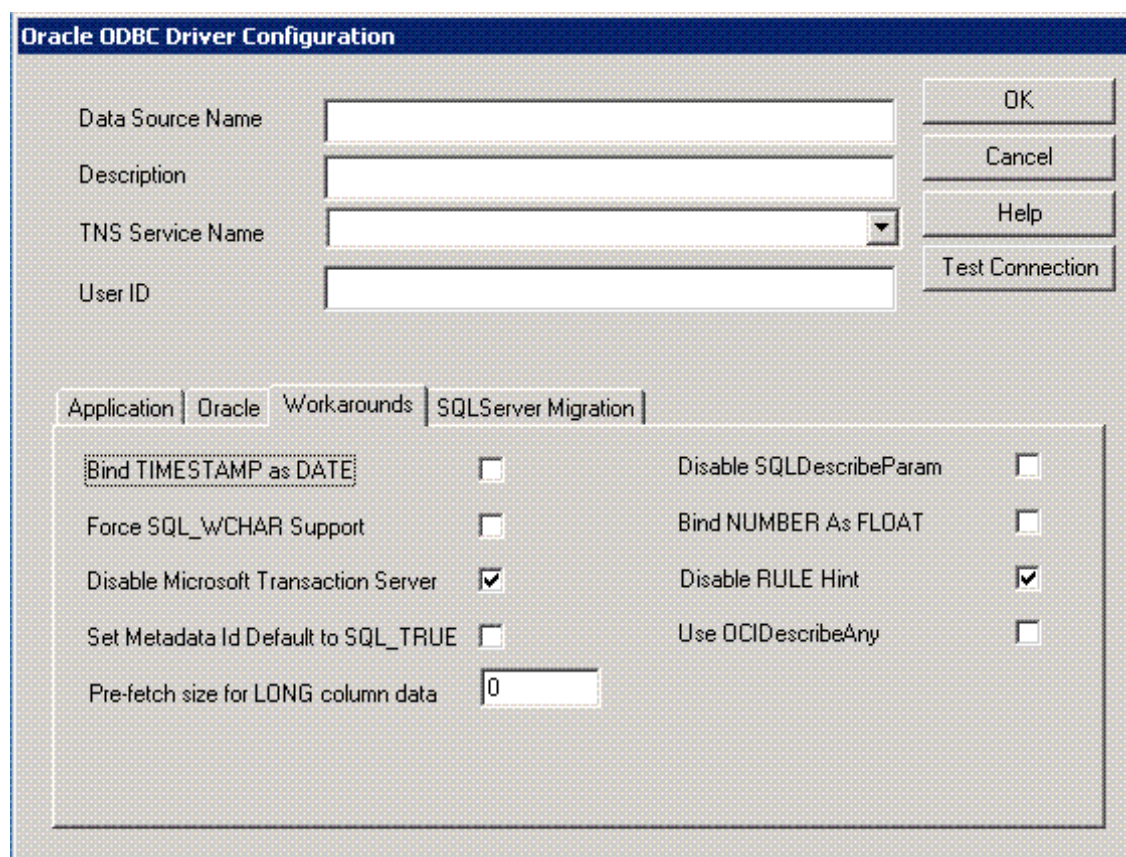 Oracle ODBC Driver Configuration
Data Source Name
OK
Description
Cancel
TNS Service Name
Help
User ID
Test Connection
Application
Oracle
Workarounds
SQLServer Migration
Bind TIMESTAMP as DATE
Disable SQLDescribeParam
Force SQL_WCHAR Support
Bind NUMBER As FLOAT
Disable Microsoft Transaction Server
Disable RULE Hint
Set Metadata Id Default to SQL_TRUE
Use OCIDescribeAny
Pre-fetch size for LONG column data
0